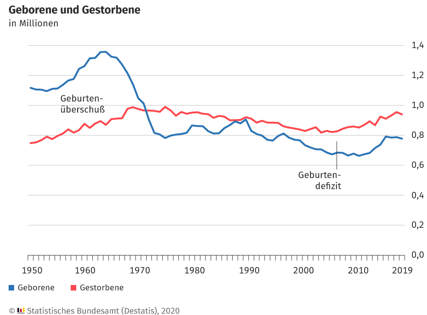 Geborene und Gestorbene
in Millionen
1,4
1,2
Geburten-
überschuß
1,0
0,8
0,6
Geburten-
defizit
0,4
0,2
0,0
1950 1960 1970 1980 1990 2000 2010 2019
Geborene Gestorbene
© Statistisches Bundesamt (Destatis), 2020